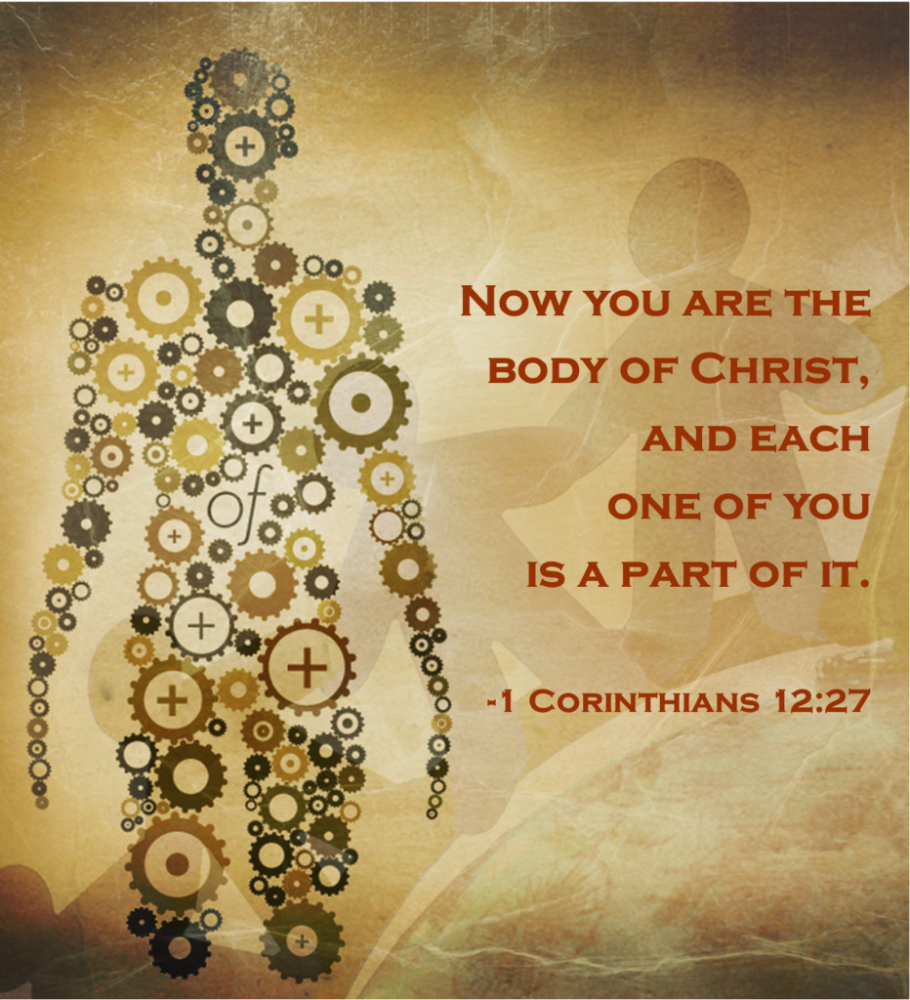 of
Now you are the
body of Christ,
and each
one of you
is a part of it.
-1 Corinthians 12:27